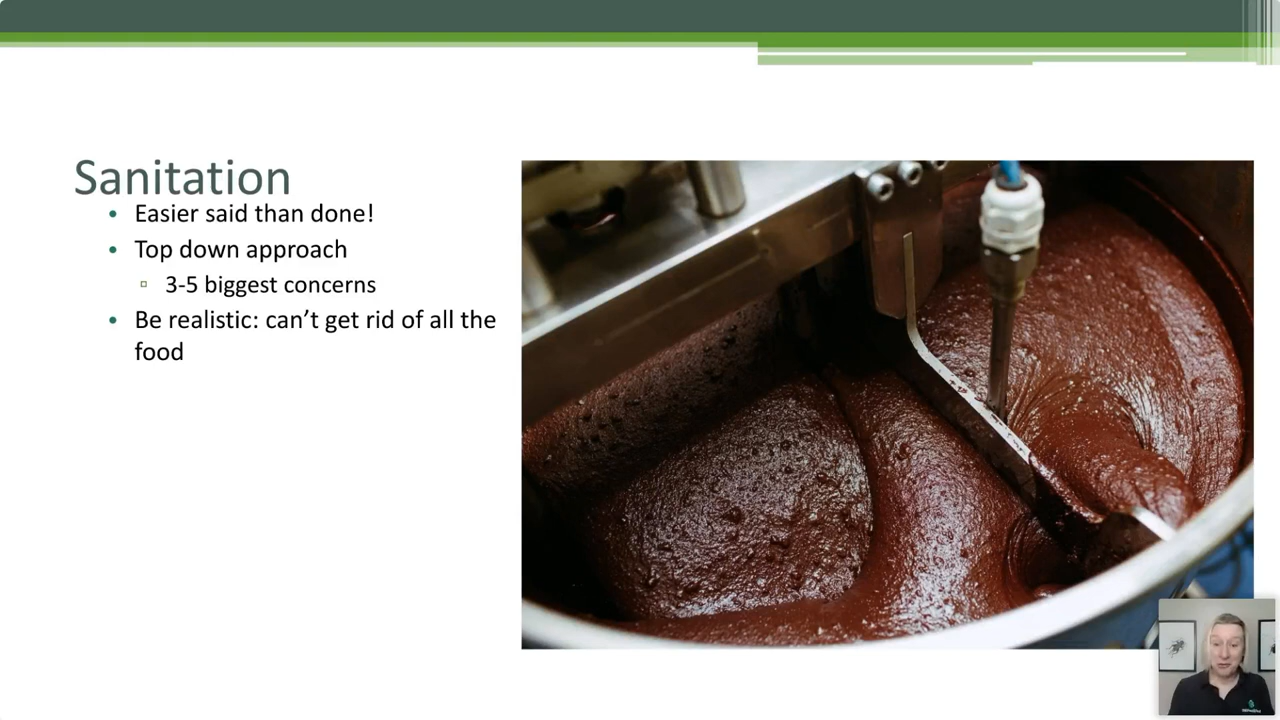 Sanitation
• Easier said than done!
• Top down approach
▫ 3-5 biggest concerns
• Be realistic: can’t get rid of all the
food